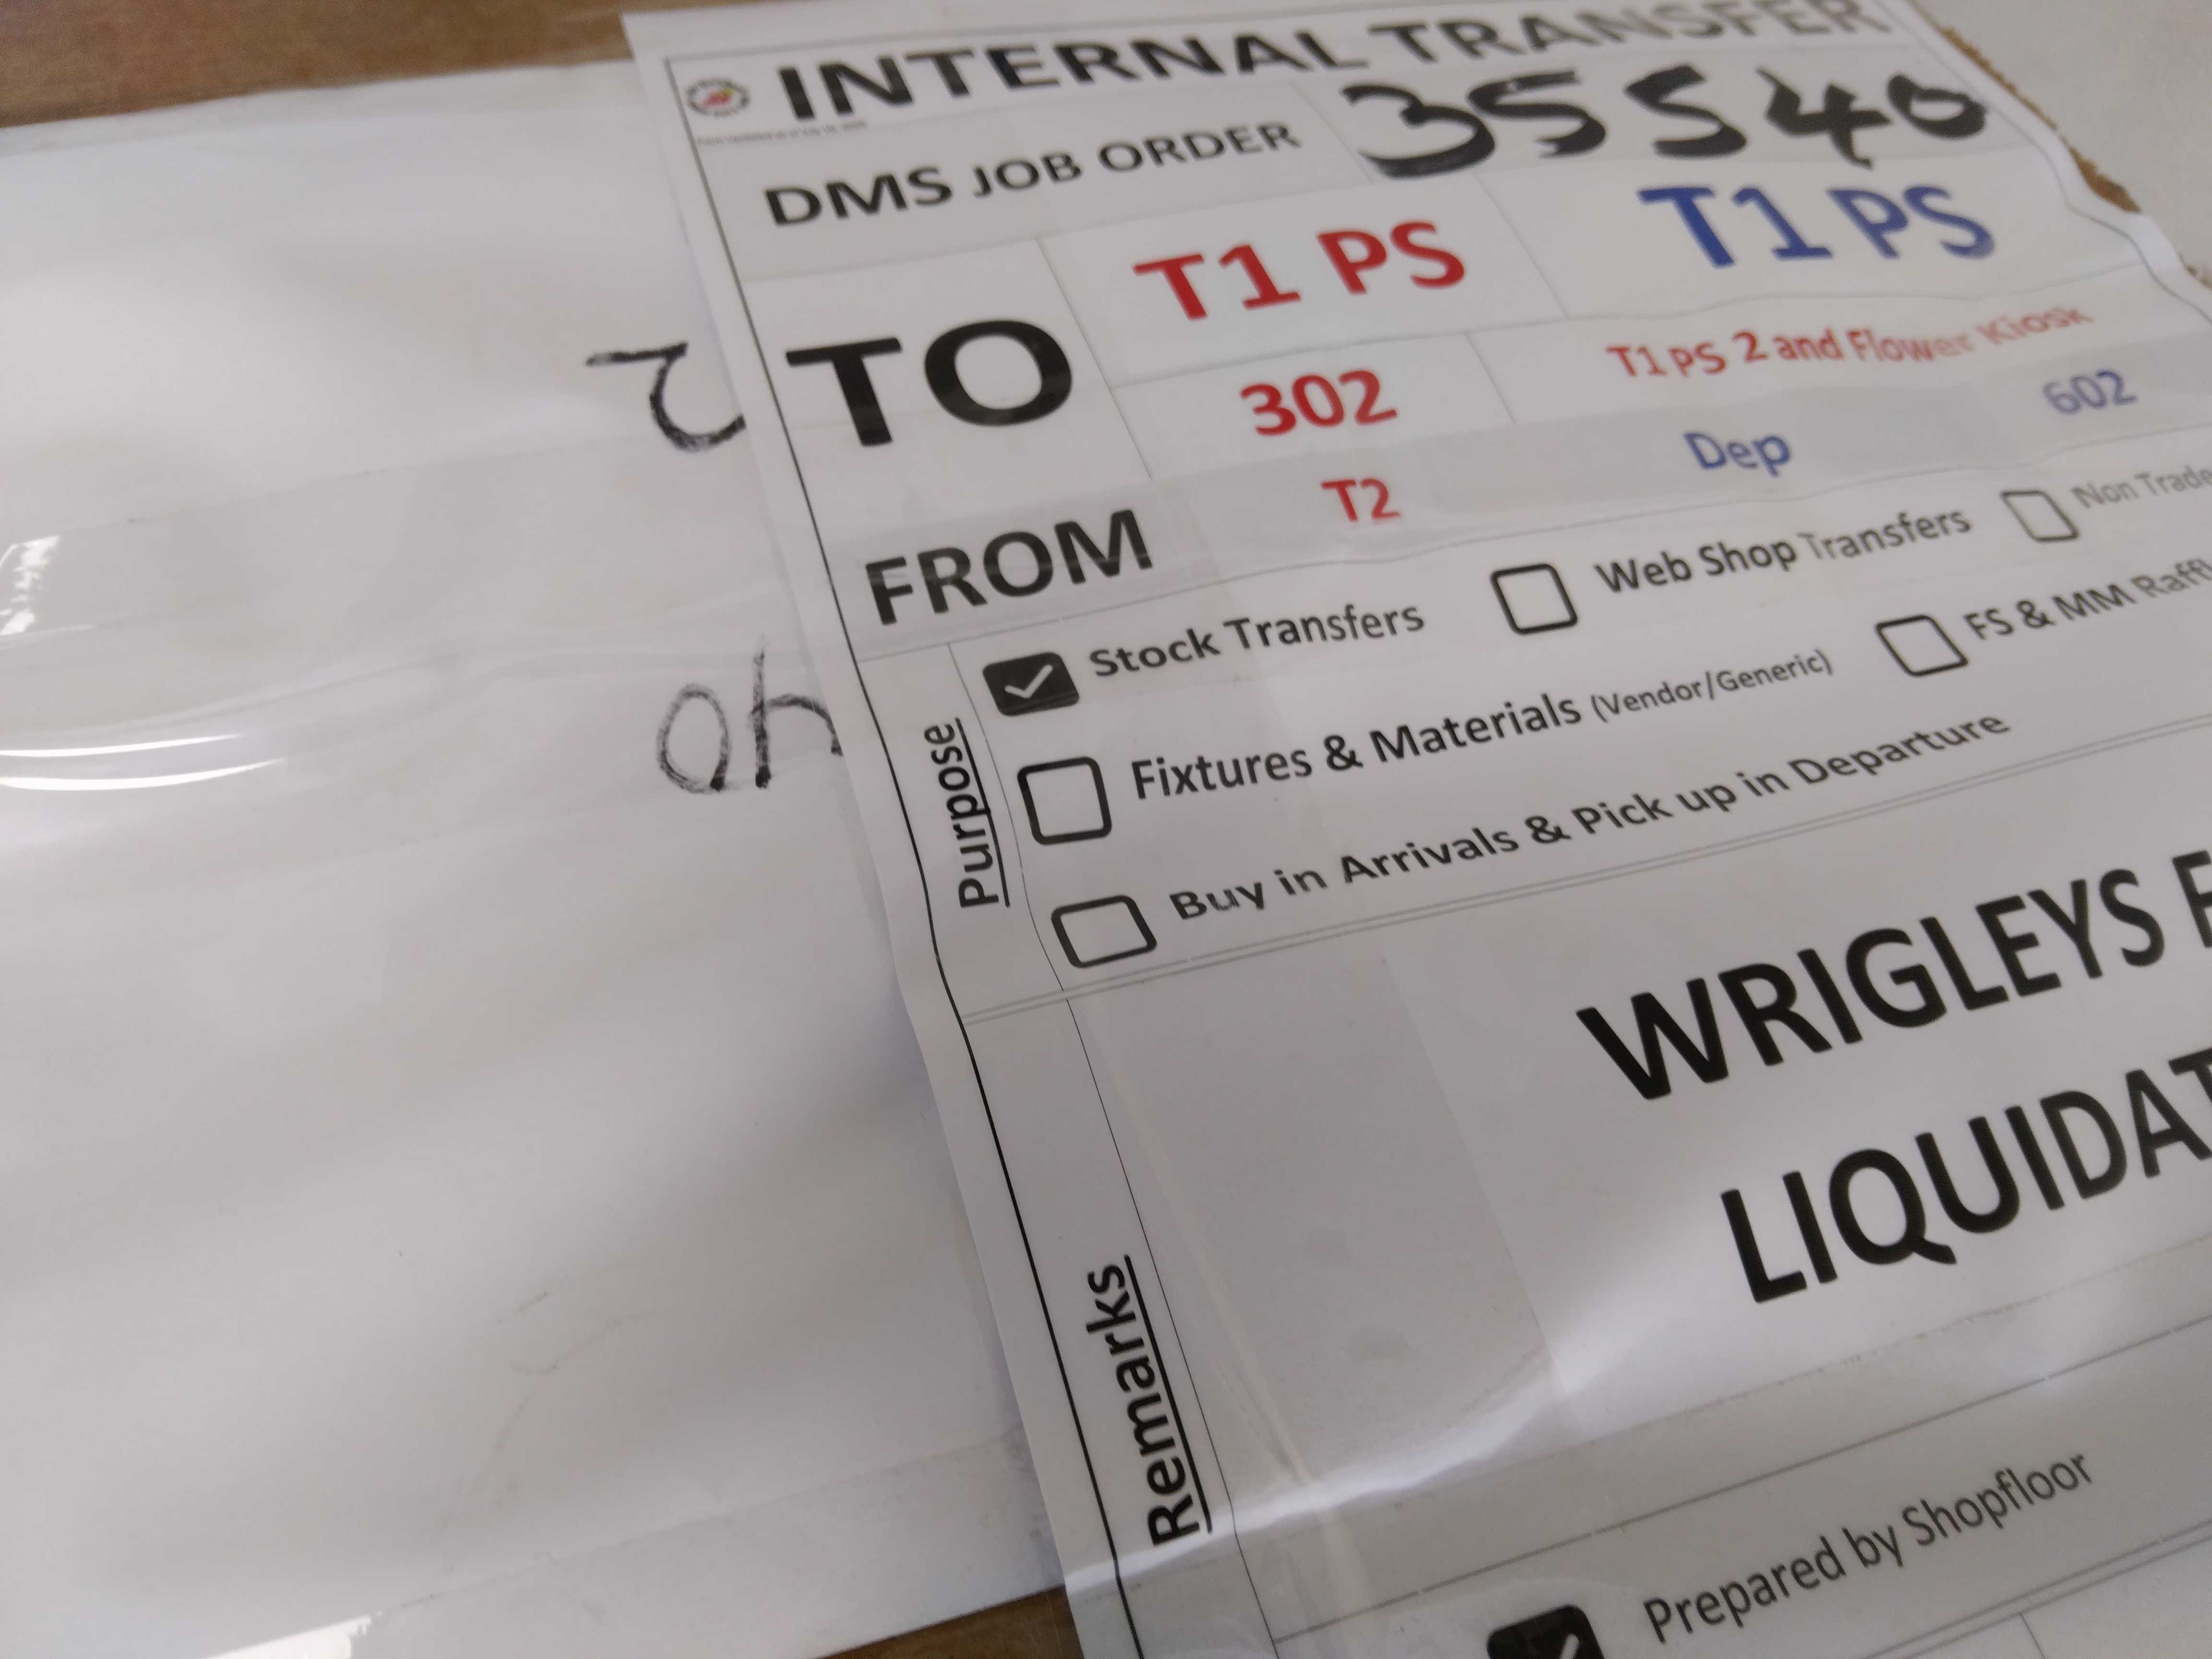 INTERNAL TRANSFER
DMS JOB ORDER 35540
TO T1 PS T1 PS
302 T1 PS 2 and Flower Kiosk
FROM T2 Dep 602
Purpose
Stock Transfers Web Shop Transfers Non Trade
Fixtures & Materials (Vendor/Generic) FS & MM
Buy in Arrivals & Pick up in Departure
Remarks
WRIGLEYS
LIQUIDAT
Prepared by Shopfloor